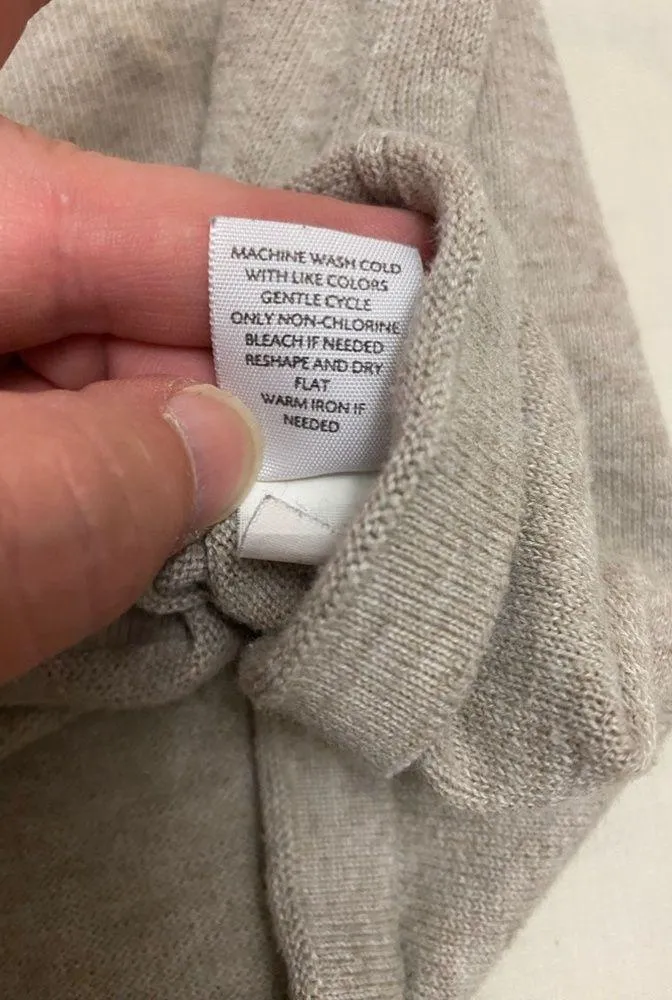 MACHINE WASH COLD
WITH LIKE COLORS
GENTLE CYCLE
ONLY NON-CHLORINE
BLEACH IF NEEDED
RESHAPE AND DRY
FLAT
WARM IRON IF
NEEDED